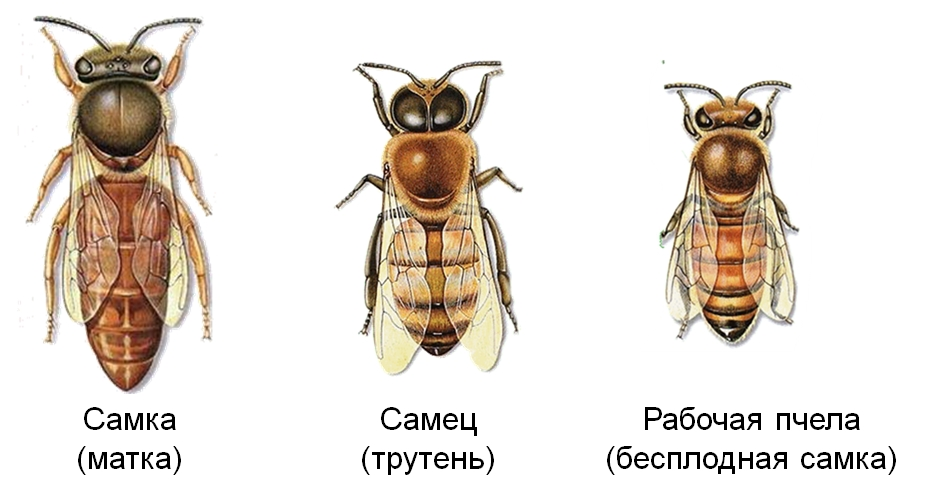 Самка
(матка)
Самец
(трутень)
Рабочая пчела
(бесплодная самка)